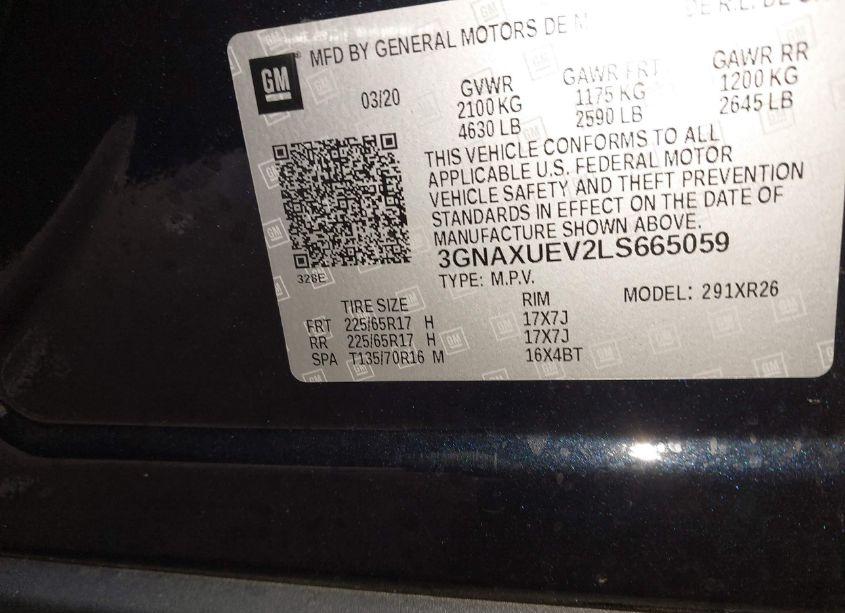 MFD BY GENERAL MOTORS DE
DE R.L. DE
GM
03/20
GVWR
2100 KG
4630 LB
GAWR FRT
1175 KG
2590 LB
GAWR RR
1200 KG
2645 LB
THIS VEHICLE CONFORMS TO ALL
APPLICABLE U.S. FEDERAL MOTOR
VEHICLE SAFETY AND THEFT PREVENTION
STANDARDS IN EFFECT ON THE DATE OF
MANUFACTURE SHOWN ABOVE.
3GNAXUEV2LS665059
328E
TYPE: M.P.V.
MODEL: 291XR26
TIRE SIZE RIM
FRT 225/65R17 H 17X7J
RR 225/65R17 H 17X7J
SPA T135/70R16 M 16X4BT